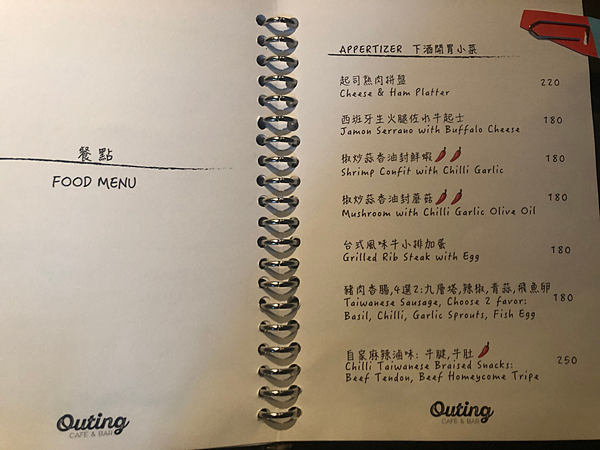 餐點
FOOD MENU
Outing
CAFE & BAR
APPERTIZER 下酒開胃小菜
起司熟肉拼盤 220
Cheese & Ham Platter
西班牙生火腿佐水牛起士 180
Jamon Serrano with Buffalo Cheese
椒炒蒜香油封鮮蝦 180
Shrimp Confit with Chilli Garlic
椒炒蒜香油封蘑菇 180
Mushroom with Chilli Garlic Olive Oil
台式風味牛小排加蛋 180
Grilled Rib Steak with Egg
豬肉香腸,4選2:九層塔,辣椒,青蒜,飛魚卵 180
Taiwanese Sausage, Choose 2 favor:
Basil, Chilli, Garlic Sprouts, Fish Egg
自家麻辣滷味: 牛腱,牛肚 250
Chilli Taiwanese Braised Snacks:
Beef Tendon, Beef Homeycome Tripe
Outing
CAFE & BAR